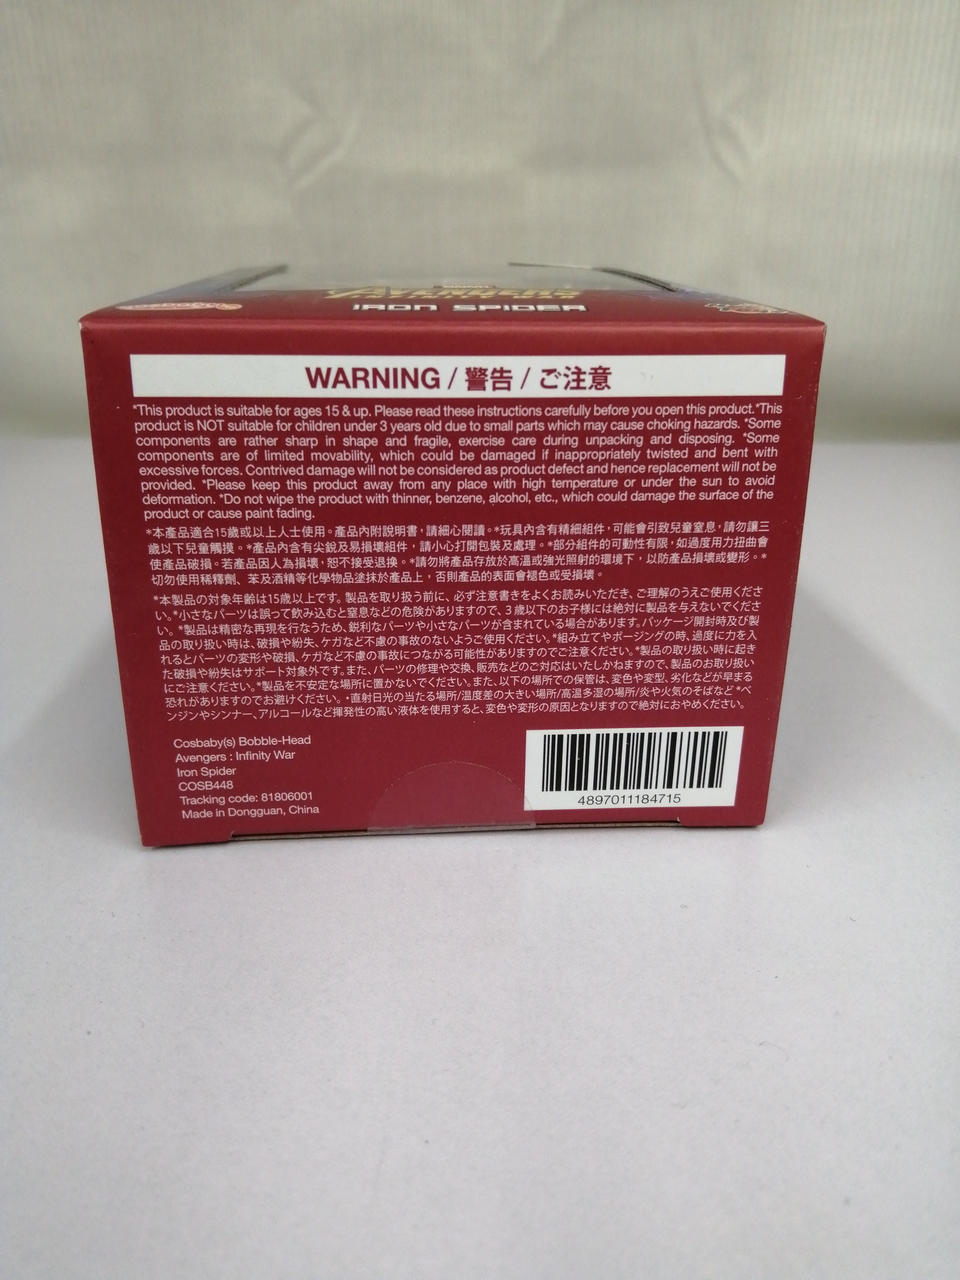 AVENGERS
INFINITY WAR
IRON SPIDER
WARNING / 警告 / ご注意
*This product is suitable for ages 15 & up. Please read these instructions carefully before you open this product. *This
product is NOT suitable for children under 3 years old due to small parts which may cause choking hazards. *Some
components are rather sharp in shape and fragile, exercise care during unpacking and disposing. *Some
components are of limited movability, which could be damaged if inappropriately twisted and bent with
excessive forces. Contrived damage will not be considered as product defect and hence replacement will not be
provided. *Please keep this product away from any place with high temperature or under the sun to avoid
deformation. *Do not wipe the product with thinner, benzene, alcohol, etc., which could damage the surface of the
product or cause paint fading.
*本產品適合15歲或以上人士使用。產品內附說明書，請細心閱讀。*玩具內含有精細組件，可能會引致兒童窒息，請勿讓三
歲以下兒童觸摸。*產品內含有尖銳及易損壞組件，請小心打開包裝及處理。*部分組件的可動性有限，如過度用力扭曲會
使產品破損。若產品因人為損壞，恕不接受退換。*請勿將產品存放於高溫或強光照射的環境下，以防產品損壞或變形。*
切勿使用稀釋劑、苯及酒精等化學物品塗抹於產品上，否則產品的表面會褪色或受損壞。
*本製品の対象年齢は15歳以上です。製品を取り扱う前に、必ず注意書きをよくお読みいただき、ご理解のうえご使用くださ
い。*小さなパーツは誤って飲み込むと窒息などの危険がありますので、3歳以下のお子様には絶対に製品を与えないでくださ
い。*製品は精密な再現を行なうため、鋭利なパーツや小さなパーツが含まれている場合があります。パッケージ開封時及び製
品の取り扱い時は、破損や紛失、ケガなど不慮の事故のないようご使用ください。*組み立てやポージングの時、過度に力を入
れるとパーツの変形や破損、ケガなど不慮の事故につながる可能性がありますのでご注意ください。*製品の取り扱い時に起き
た破損や紛失はサポート対象外です。また、パーツの修理や交換、販売などのご対応はいたしかねますので、製品のお取り扱い
にご注意ください。*製品を不安定な場所に置かないでください。また、以下の場所での保管は、変色や変型、劣化などが早まる
恐れがありますのでお避けください。・直射日光の当たる場所/温度差の大きい場所/高温多湿の場所/炎や火気のそばなど *ベ
ンジンやシンナー、アルコールなど揮発性の高い液体を使用すると、変色や変形の原因となりますので絶対におやめください。
Cosbaby(s) Bobble-Head
Avengers : Infinity War
Iron Spider
COSB448
Tracking code: 81806001
Made in Dongguan, China
4897011184715